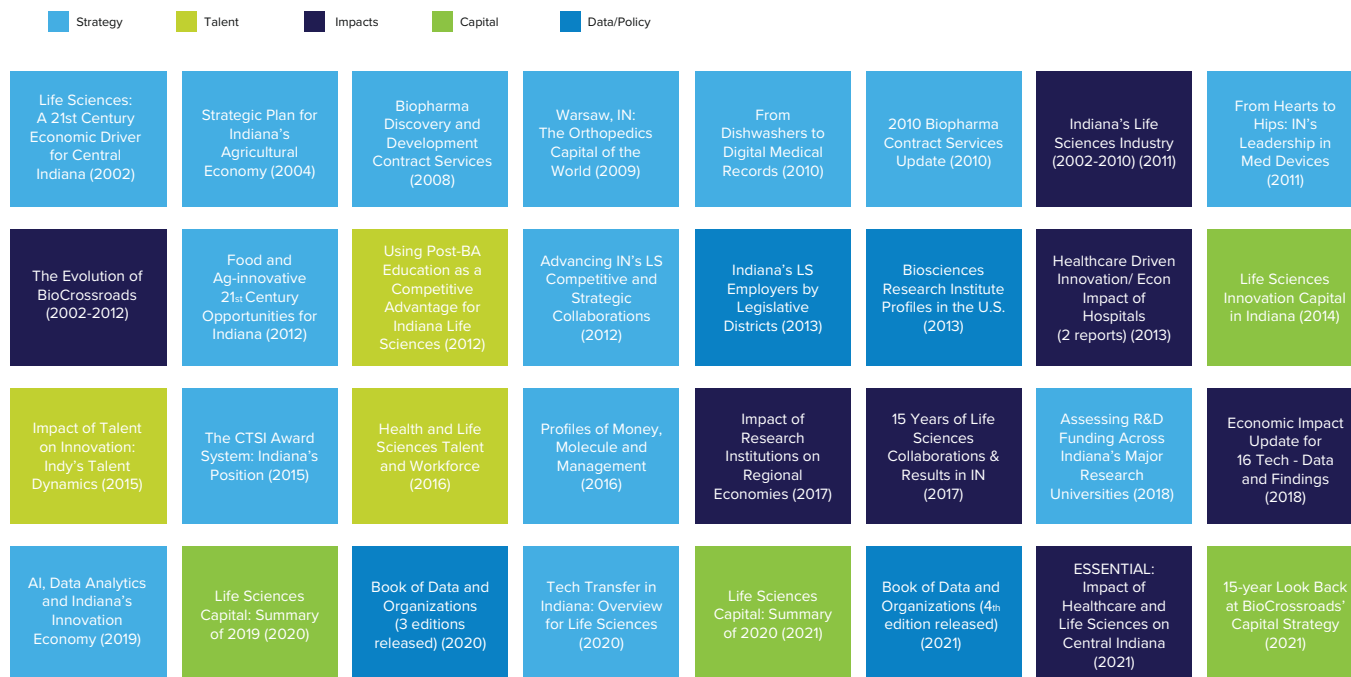 Strategy
Talent
Impacts
Capital
Data/Policy
Life Sciences:
A 21st Century
Economic Driver
for Central
Indiana (2002)
Strategic Plan for
Indiana's
Agricultural
Economy (2004)
Biopharma
Discovery and
Development
Contract Services
(2008)
Warsaw, IN:
The Orthopedics
Capital of the
World (2009)
From
Dishwashers to
Digital Medical
Records (2010)
2010 Biopharma
Contract Services
Update (2010)
Indiana's Life
Sciences Industry
(2002-2010) (2011)
From Hearts to
Hips: IN's
Leadership in
Med Devices
(2011)
The Evolution of
BioCrossroads
(2002-2012)
Food and
Ag-innovative
21st Century
Opportunities for
Indiana (2012)
Using Post-BA
Education as a
Competitive
Advantage for
Indiana Life
Sciences (2012)
Advancing IN's LS
Competitive and
Strategic
Collaborations
(2012)
Indiana's LS
Employers by
Legislative
Districts (2013)
Biosciences
Research Institute
Profiles in the U.S.
(2013)
Healthcare Driven
Innovation/ Econ
Impact of
Hospitals
(2 reports) (2013)
Life Sciences
Innovation Capital
in Indiana (2014)
Impact of Talent
on Innovation:
Indy's Talent
Dynamics (2015)
The CTSI Award
System: Indiana's
Position (2015)
Health and Life
Sciences Talent
and Workforce
(2016)
Profiles of Money,
Molecule and
Management
(2016)
Impact of
Research
Institutions on
Regional
Economies (2017)
15 Years of Life
Sciences
Collaborations &
Results in IN
(2017)
Assessing R&D
Funding Across
Indiana's Major
Research
Universities (2018)
Economic Impact
Update for
16 Tech - Data
and Findings
(2018)
AI, Data Analytics
and Indiana's
Innovation
Economy (2019)
Life Sciences
Capital: Summary
of 2019 (2020)
Book of Data and
Organizations
(3 editions
released) (2020)
Tech Transfer in
Indiana: Overview
for Life Sciences
(2020)
Life Sciences
Capital: Summary
of 2020 (2021)
Book of Data and
Organizations (4th
edition released)
(2021)
ESSENTIAL:
Impact of
Healthcare and
Life Sciences on
Central Indiana
(2021)
15-year Look Back
at BioCrossroads'
Capital Strategy
(2021)